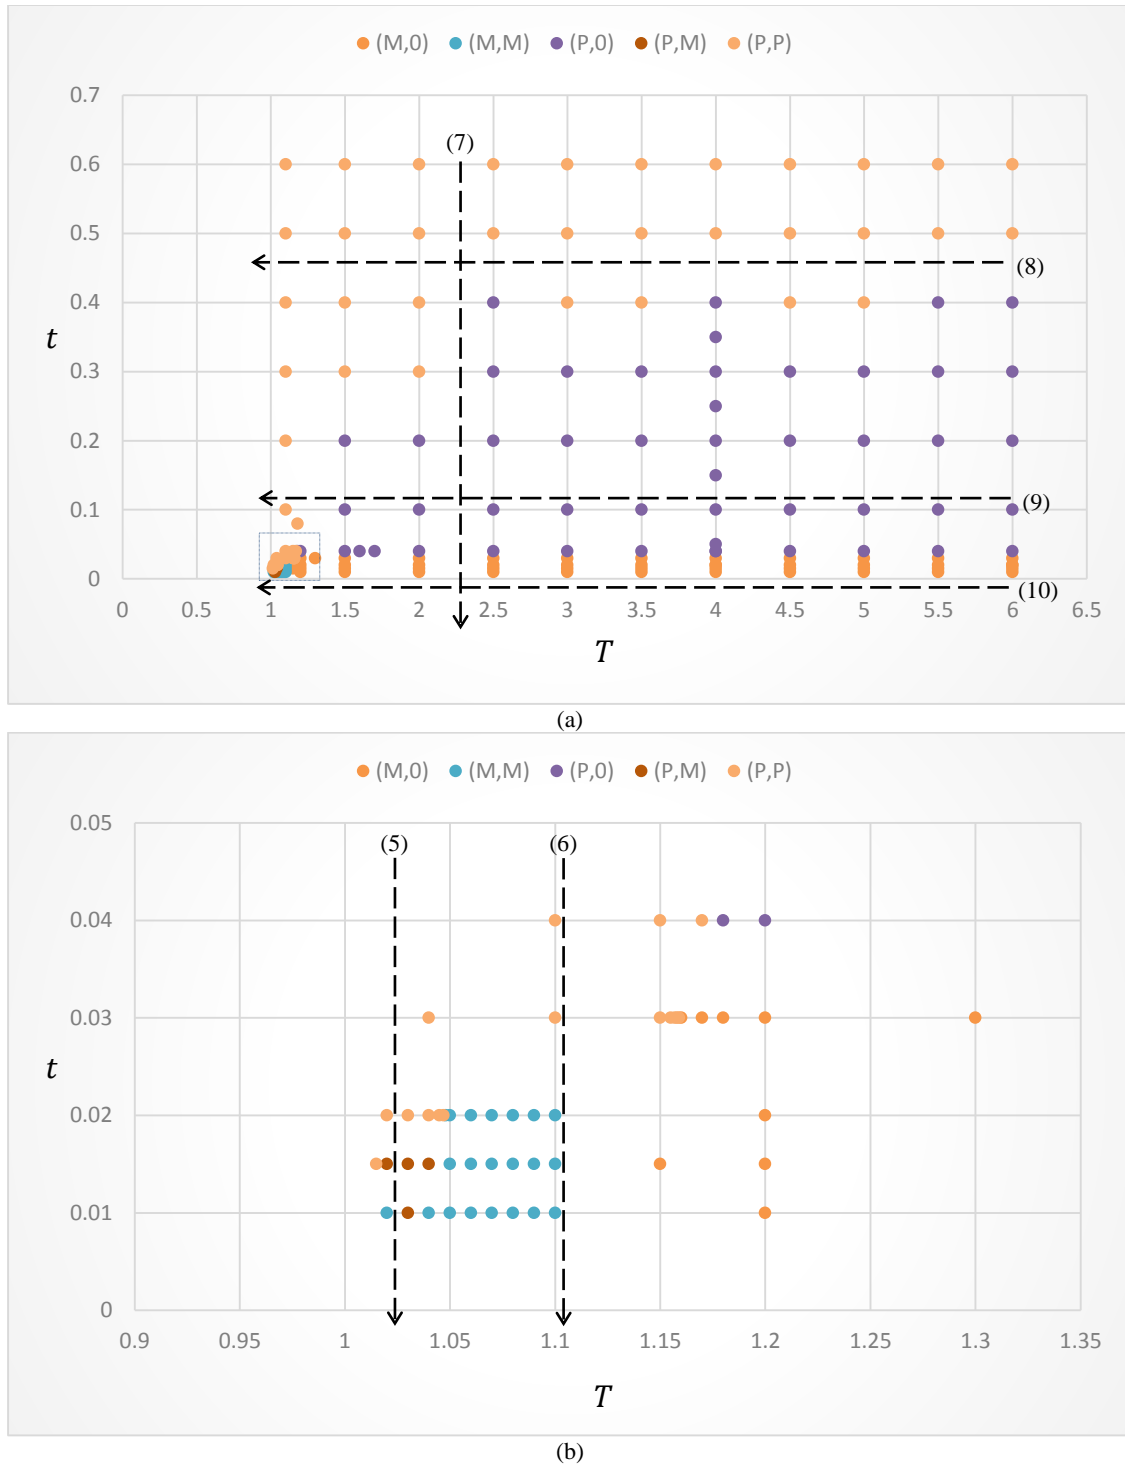 (M,0) (M,M) (P,0) (P,M) (P,P)
0.7
(7)
0.6
0.5
(8)
0.4
t
0.3
0.2
(9)
0.1
0
(10)
0 0.5 1 1.5 2 2.5 3 3.5 4 4.5 5 5.5 6 6.5
T
(a)
(M,0) (M,M) (P,0) (P,M) (P,P)
0.05
(5) (6)
0.04
0.03
t
0.02
0.01
0
0.9 0.95 1 1.05 1.1 1.15 1.2 1.25 1.3 1.35
T
(b)